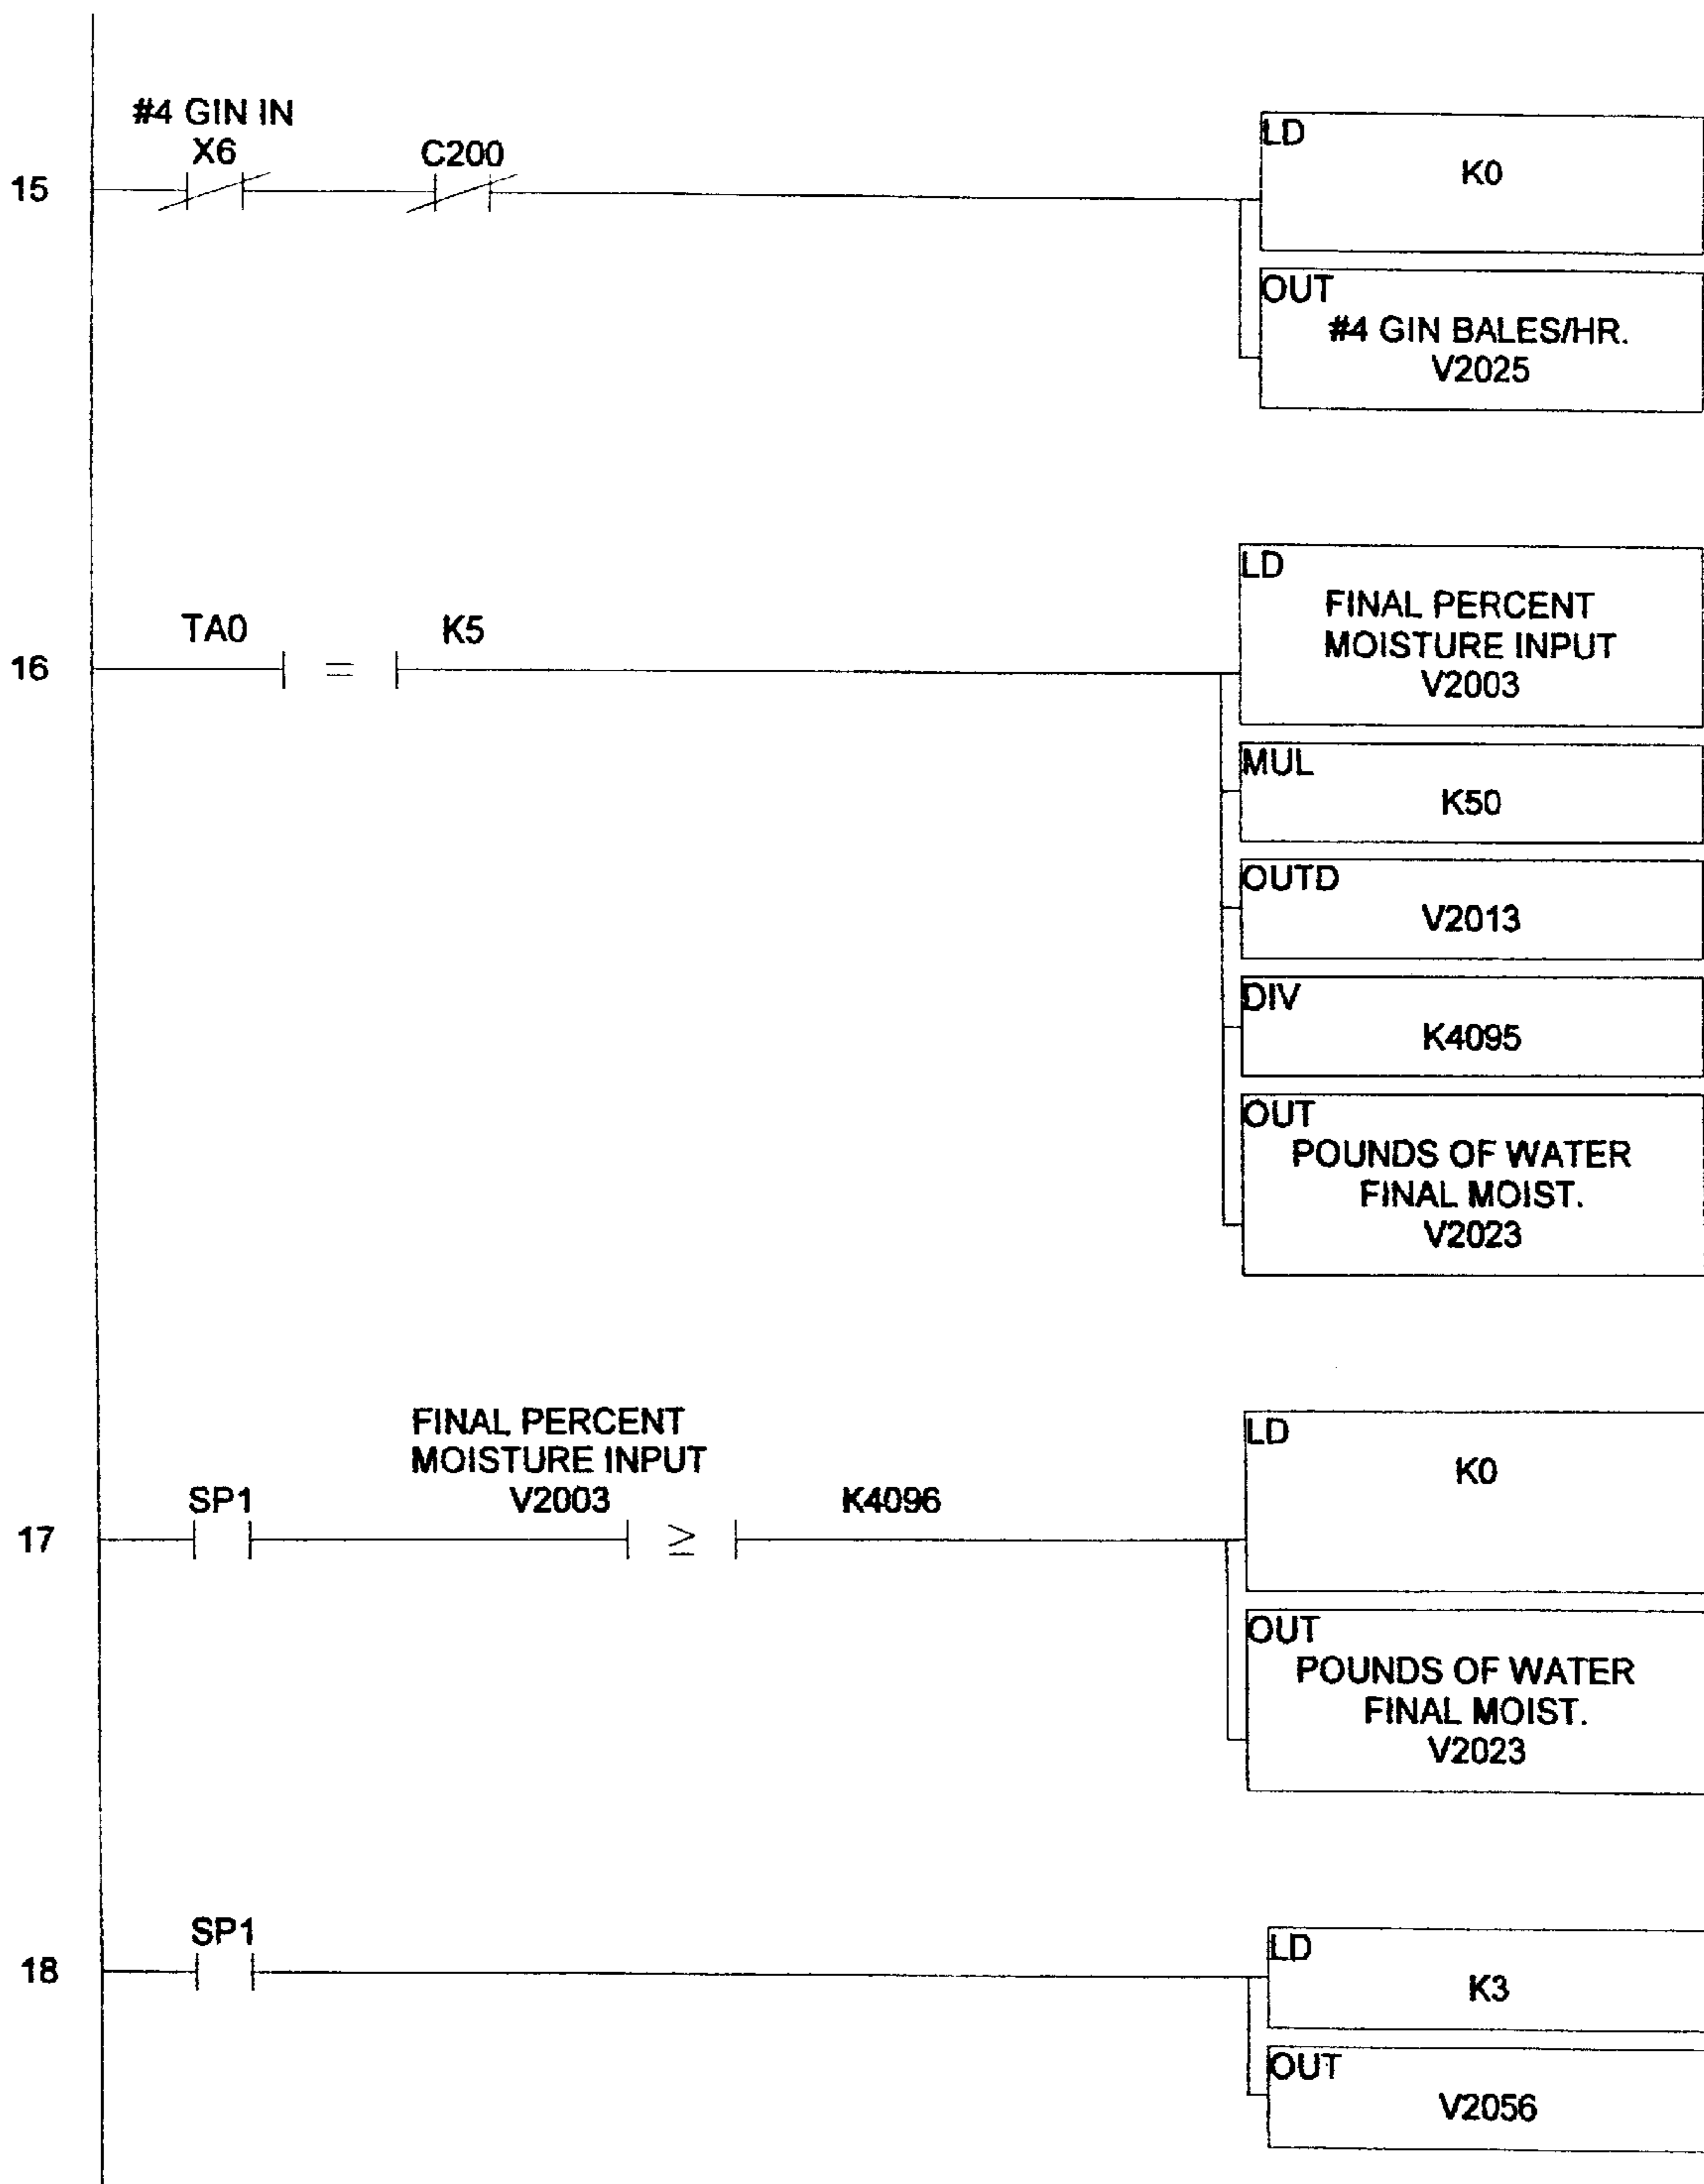 #4 GIN IN
X6
C200
15
LD
K0
OUT
#4 GIN BALES/HR.
V2025
TA0
K5
16
=
LD
FINAL PERCENT
MOISTURE INPUT
V2003
MUL
K50
OUTD
V2013
DIV
K4095
OUT
POUNDS OF WATER
FINAL MOIST.
V2023
FINAL PERCENT
MOISTURE INPUT
SP1
V2003
K4096
17
≥
LD
K0
OUT
POUNDS OF WATER
FINAL MOIST.
V2023
SP1
18
LD
K3
OUT
V2056